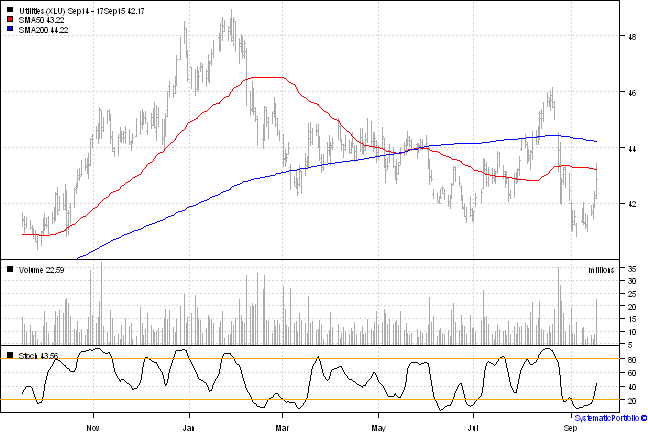 Utilities (XLU) Sep14 - 17Sep15 42.17
SMA50 43.22
SMA200 44.22
48
46
44
42
Volume 22.59
millions
35
30
25
20
15
10
5
Stoch 43.56
80
60
40
20
Nov
Jan
Mar
May
Jul
Sep
SystematicPortfolio ©